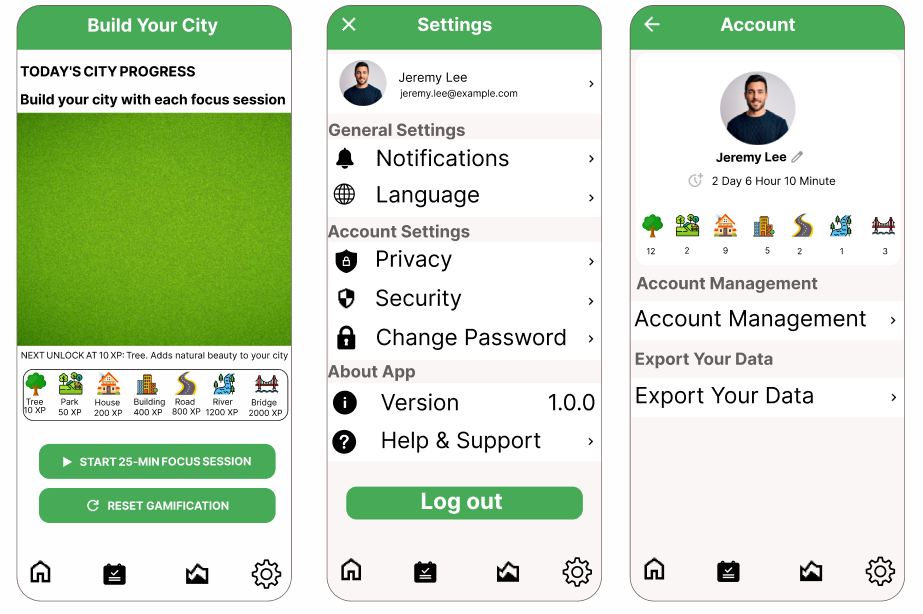 Build Your City
TODAY'S CITY PROGRESS
Build your city with each focus session
NEXT UNLOCK AT 10 XP: Tree. Adds natural beauty to your city
Tree Park House Building Road River Bridge
10 XP 50 XP 200 XP 400 XP 800 XP 1200 XP 2000 XP
START 25-MIN FOCUS SESSION
RESET GAMIFICATION
Settings
Jeremy Lee
jeremy.lee@example.com
General Settings
Notifications
Language
Account Settings
Privacy
Security
Change Password
About App
Version 1.0.0
Help & Support
Log out
Account
Jeremy Lee
2 Day 6 Hour 10 Minute
12 2 9 5 2 1 3
Account Management
Account Management
Export Your Data
Export Your Data